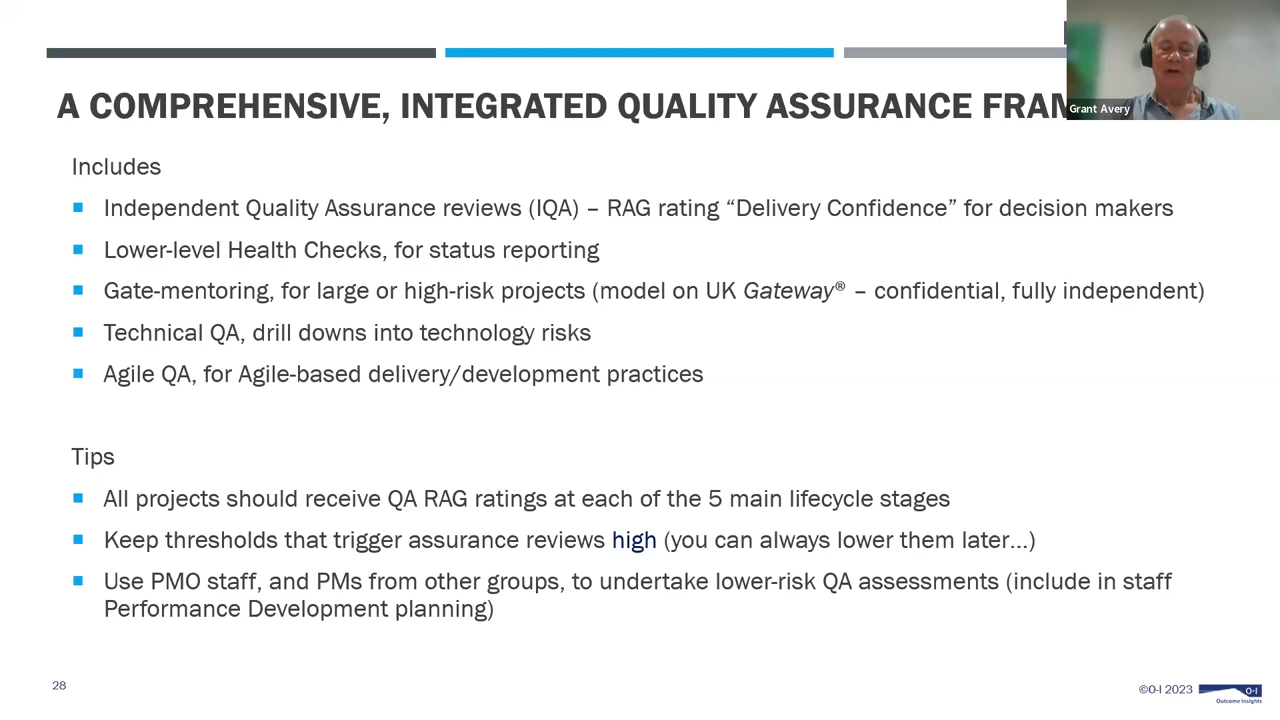 A COMPREHENSIVE, INTEGRATED QUALITY ASSURANCE FRAM
Grant Avery
Includes
Independent Quality Assurance reviews (IQA) – RAG rating “Delivery Confidence” for decision makers
Lower-level Health Checks, for status reporting
Gate-mentoring, for large or high-risk projects (model on UK Gateway® – confidential, fully independent)
Technical QA, drill downs into technology risks
Agile QA, for Agile-based delivery/development practices
Tips
All projects should receive QA RAG ratings at each of the 5 main lifecycle stages
Keep thresholds that trigger assurance reviews high (you can always lower them later...)
Use PMO staff, and PMs from other groups, to undertake lower-risk QA assessments (include in staff
Performance Development planning)
28
©O-I 2023
O-I
Outcome Insights